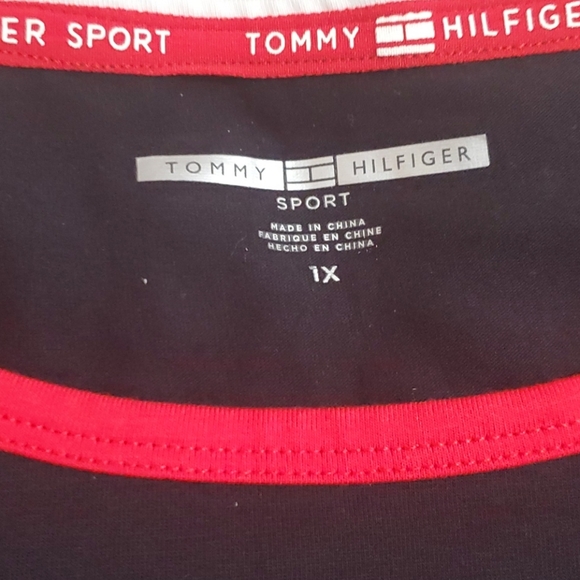 ER SPORT TOMMY HILFIGE
TOMMY HILFIGER
SPORT
MADE IN CHINA
FABRIQUE EN CHINE
HECHO EN CHINA
1X